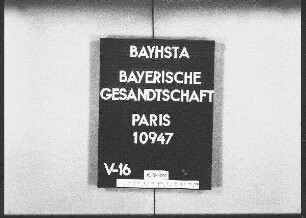 BAYHSTA
BAYERISCHE
GESANDTSCHAFT
PARIS
10947
V-16